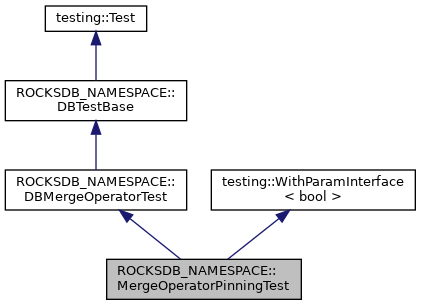 testing::Test
ROCKSDB_NAMESPACE::
DBTestBase
ROCKSDB_NAMESPACE::
DBMergeOperatorTest
testing::WithParamInterface
< bool >
ROCKSDB_NAMESPACE::
MergeOperatorPinningTest